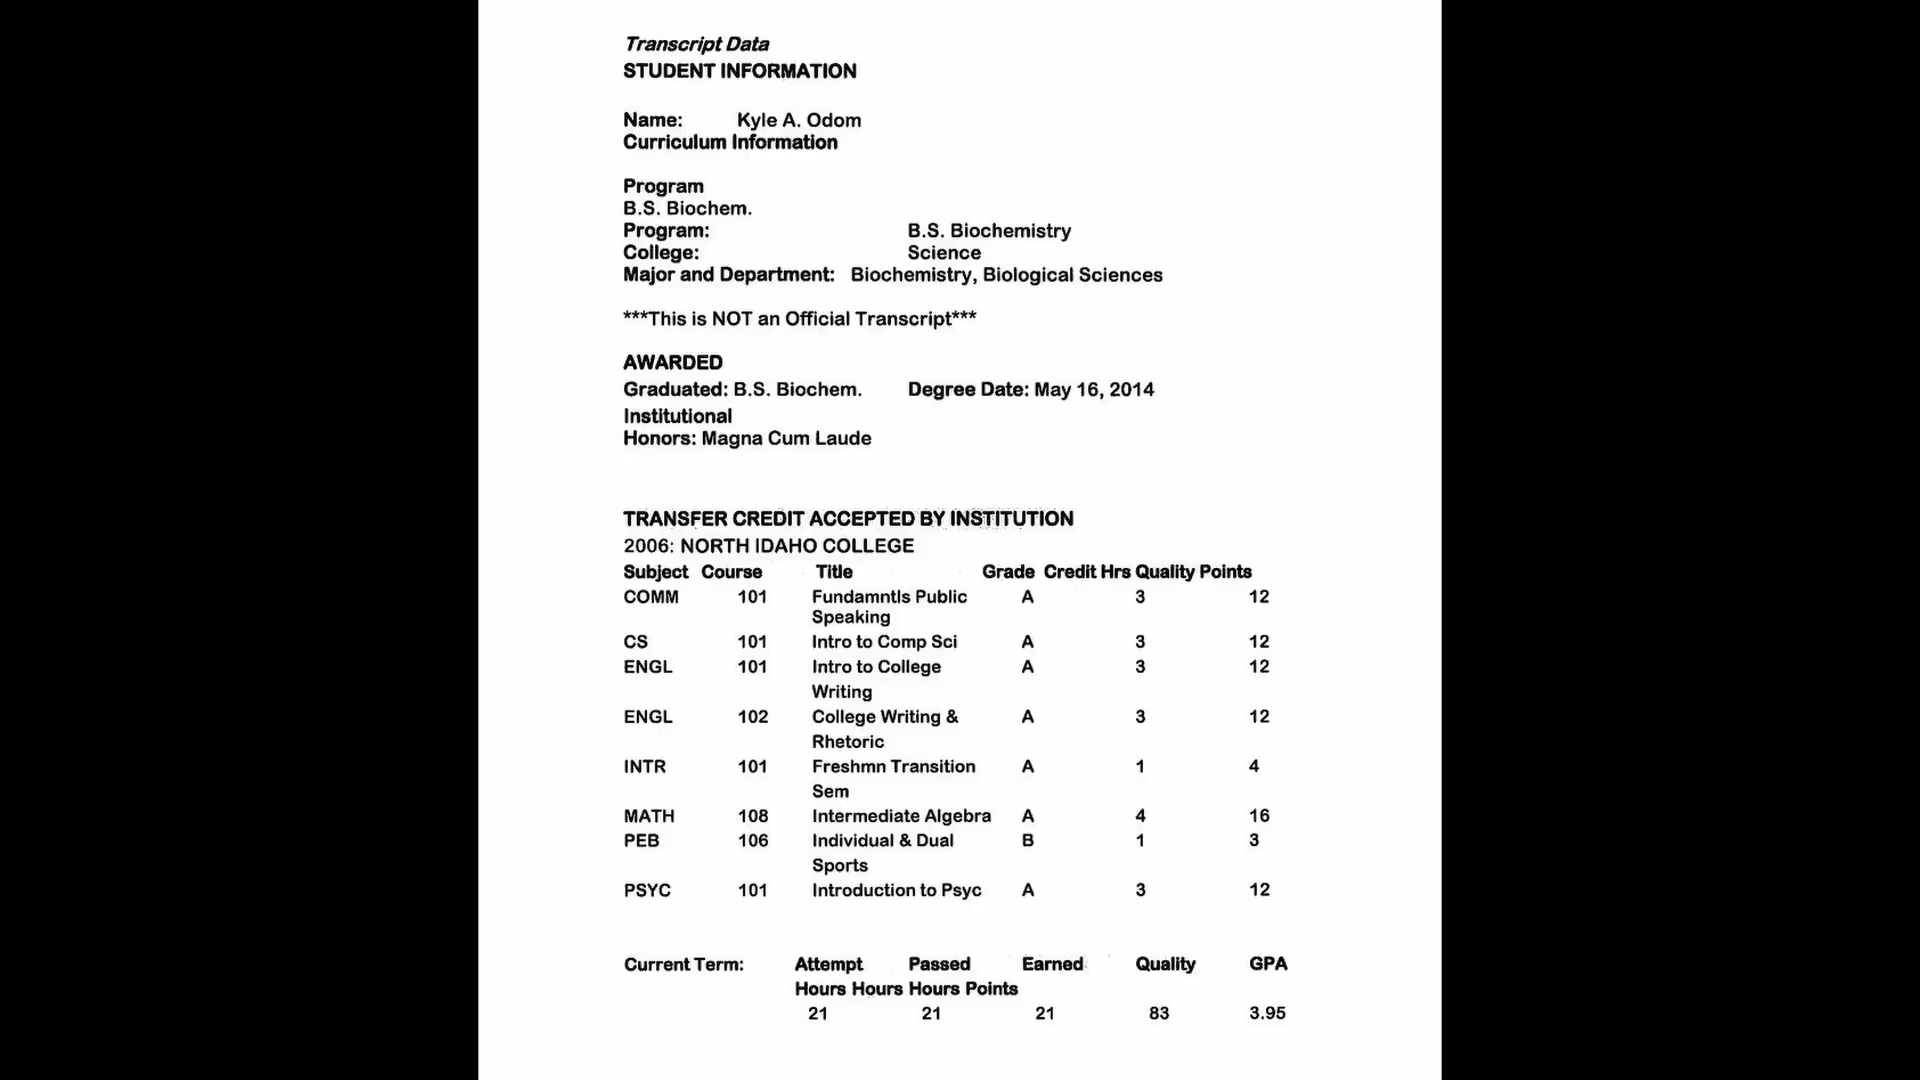 Transcript Data
STUDENT INFORMATION
Name: Kyle A. Odom
Curriculum Information
Program
B.S. Biochem.
Program: B.S. Biochemistry
College: Science
Major and Department: Biochemistry, Biological Sciences
***This is NOT an Official Transcript***
AWARDED
Graduated: B.S. Biochem. Degree Date: May 16, 2014
Institutional
Honors: Magna Cum Laude
TRANSFER CREDIT ACCEPTED BY INSTITUTION
2006: NORTH IDAHO COLLEGE
Subject Course Title Grade Credit Hrs Quality Points
COMM 101 Fundamntls Public A 3 12
Speaking
CS 101 Intro to Comp Sci A 3 12
ENGL 101 Intro to College A 3 12
Writing
ENGL 102 College Writing & A 3 12
Rhetoric
INTR 101 Freshmn Transition A 1 4
Sem
MATH 108 Intermediate Algebra A 4 16
PEB 106 Individual & Dual B 1 3
Sports
PSYC 101 Introduction to Psyc A 3 12
Current Term: Attempt Passed Earned Quality GPA
Hours Hours Hours Points
21 21 21 83 3.95